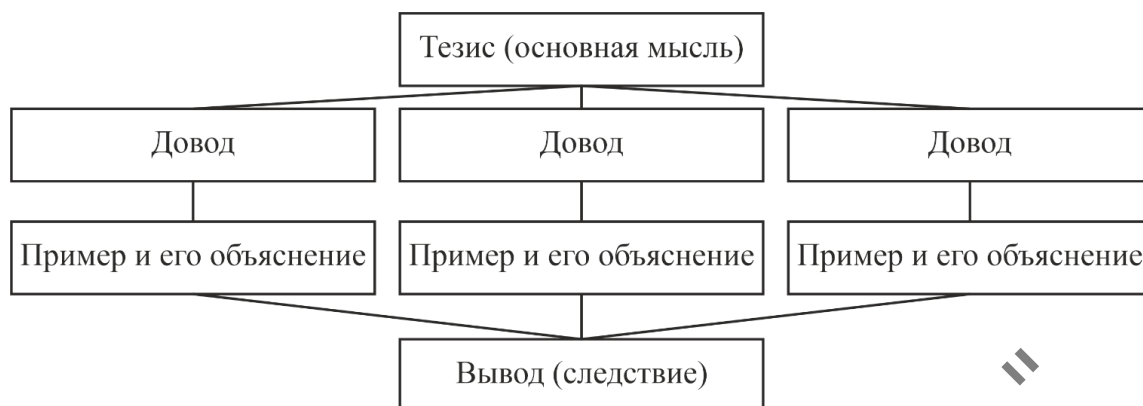 Тезис (основная мысль)
Довод
Довод
Довод
Пример и его объяснение
Пример и его объяснение
Пример и его объяснение
Вывод (следствие)